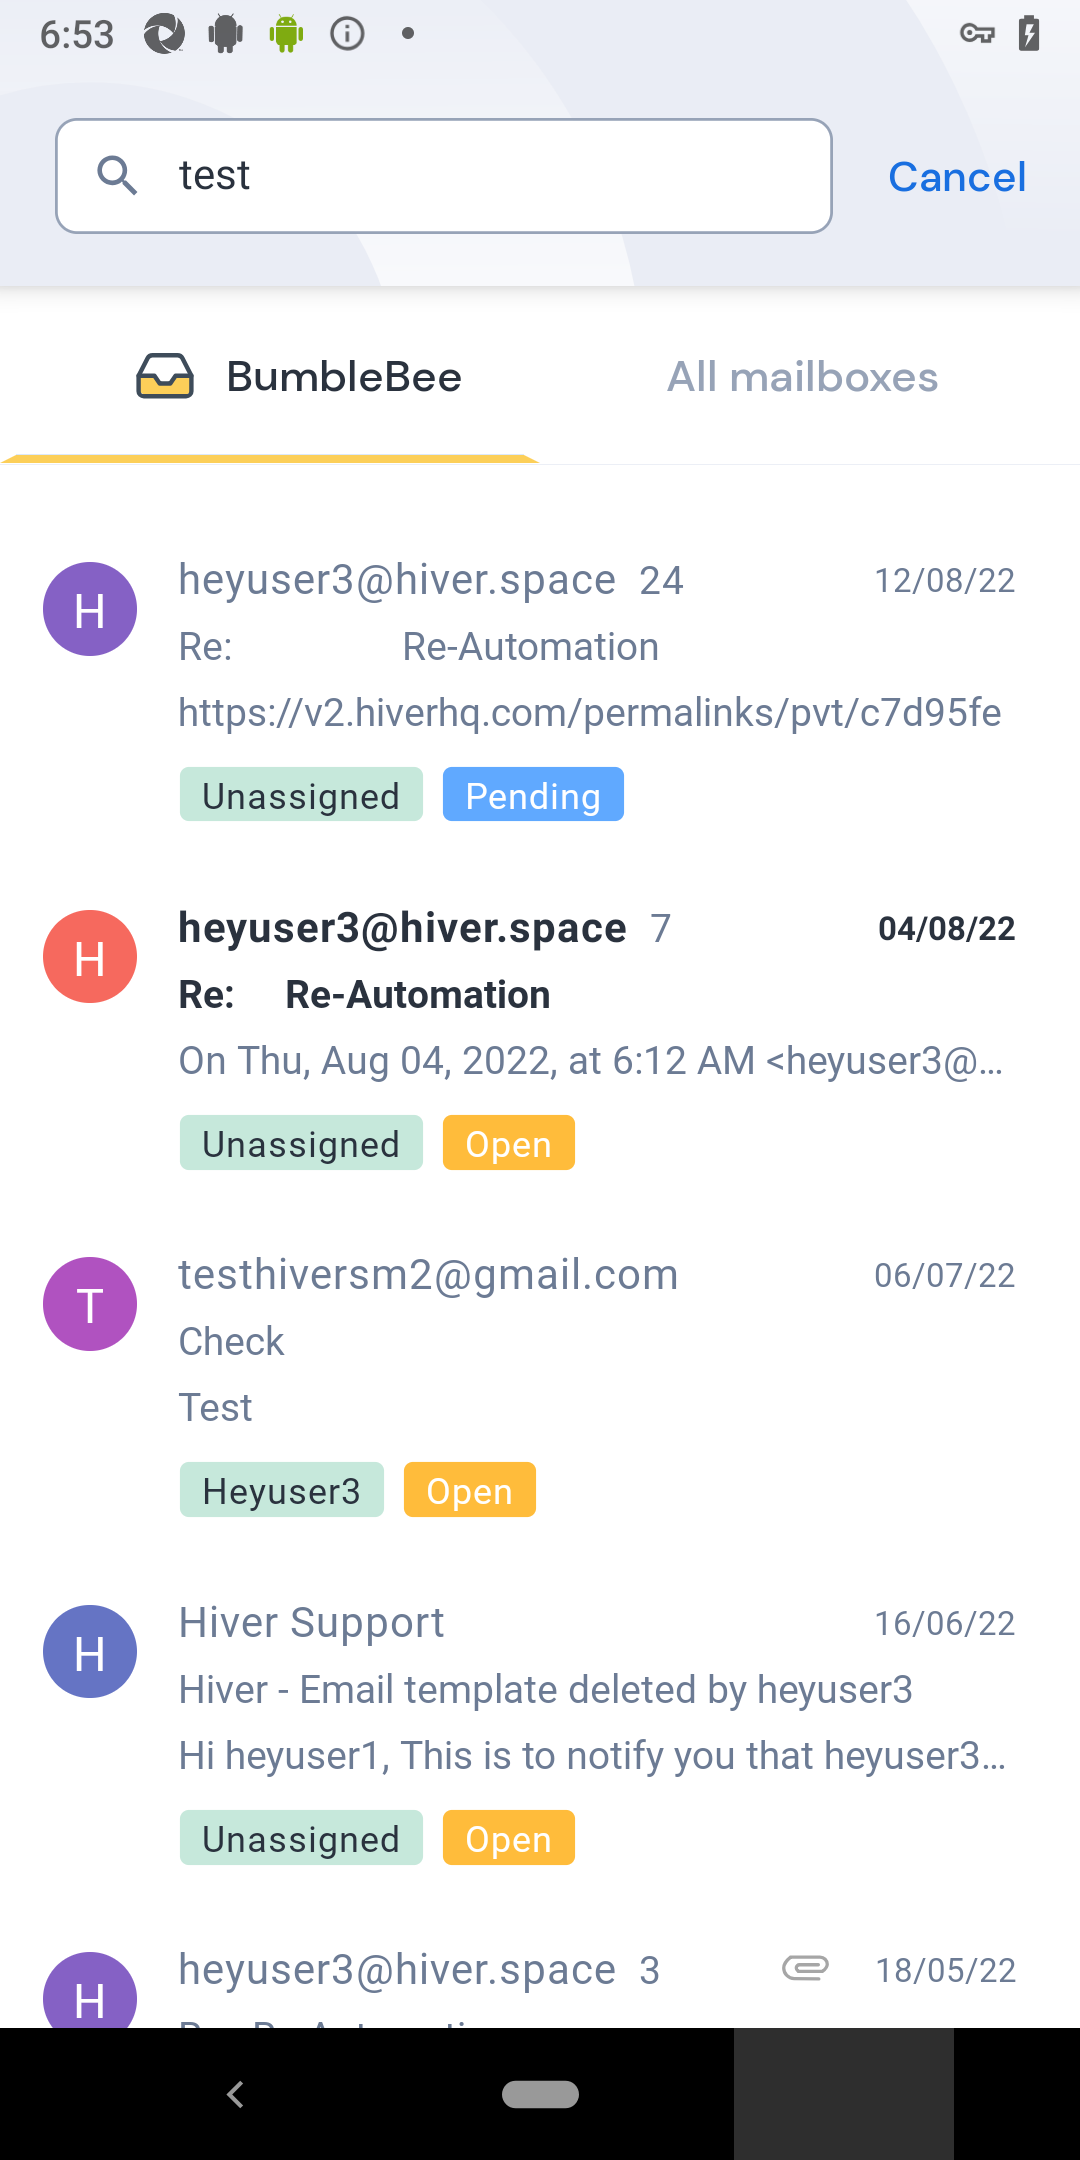 6:53
test
Cancel
BumbleBee
All mailboxes
H
heyuser3@hiver.space 24
12/08/22
Re: Re-Automation
https://v2.hiverhq.com/permalinks/pvt/c7d95fe
Unassigned
Pending
H
heyuser3@hiver.space 7
04/08/22
Re: Re-Automation
On Thu, Aug 04, 2022, at 6:12 AM <heyuser3@...
Unassigned
Open
T
testhiversm2@gmail.com
06/07/22
Check
Test
Heyuser3
Open
H
Hiver Support
16/06/22
Hiver - Email template deleted by heyuser3
Hi heyuser1, This is to notify you that heyuser3...
Unassigned
Open
H
heyuser3@hiver.space 3
18/05/22